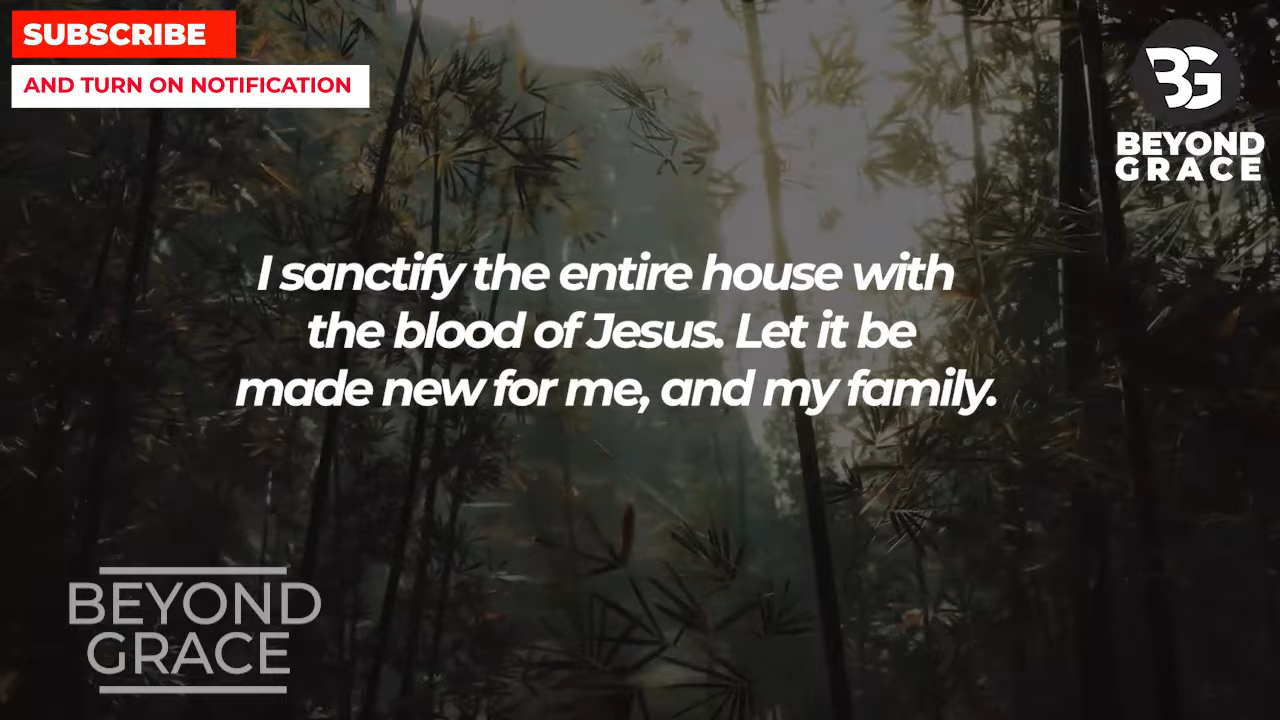 SUBSCRIBE
AND TURN ON NOTIFICATION
BG
BEYOND
GRACE
I sanctify the entire house with
the blood of Jesus. Let it be
made new for me, and my family.
BEYOND
GRACE